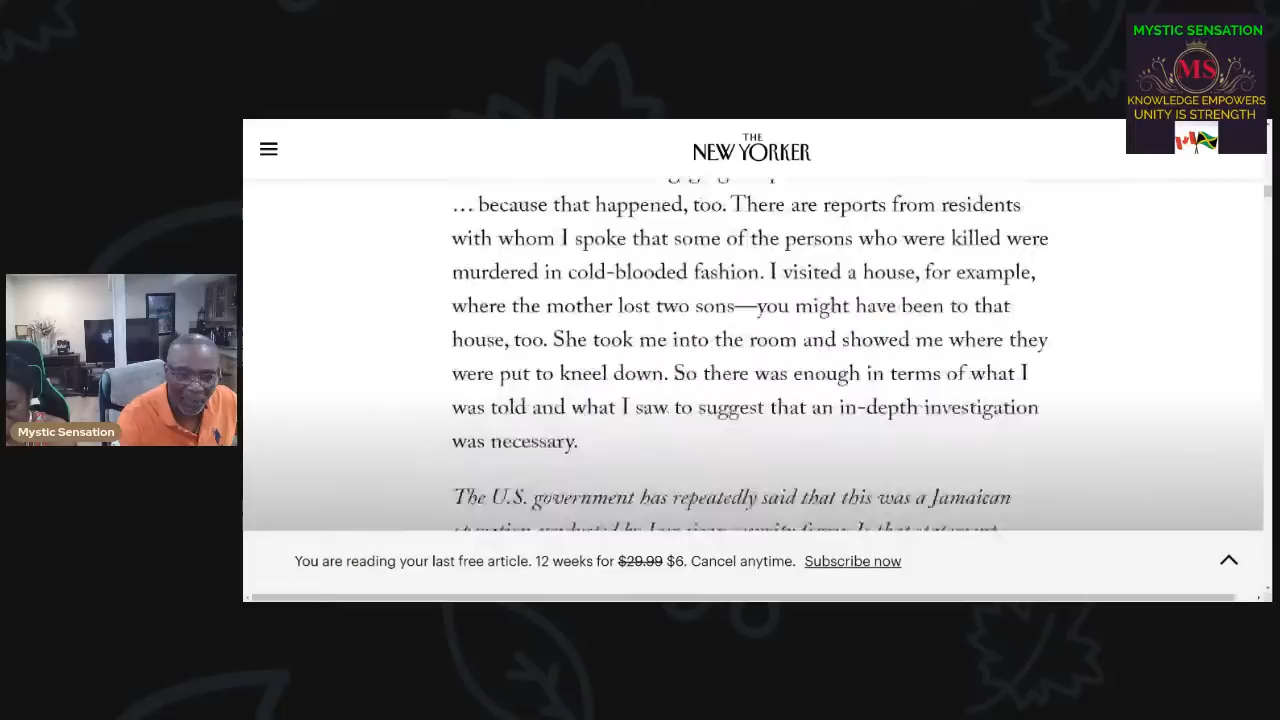 MYSTIC SENSATION
MS
KNOWLEDGE EMPOWERS
UNITY IS STRENGTH
THE
NEW YORKER
… because that happened, too. There are reports from residents
with whom I spoke that some of the persons who were killed were
murdered in cold-blooded fashion. I visited a house, for example,
where the mother lost two sons—you might have been to that
house, too. She took me into the room and showed me where they
were put to kneel down. So there was enough in terms of what I
was told and what I saw to suggest that an in-depth investigation
was necessary.
The U.S. government has repeatedly said that this was a Jamaican
Mystic Sensation
You are reading your last free article. 12 weeks for $29.99 $6. Cancel anytime. Subscribe now